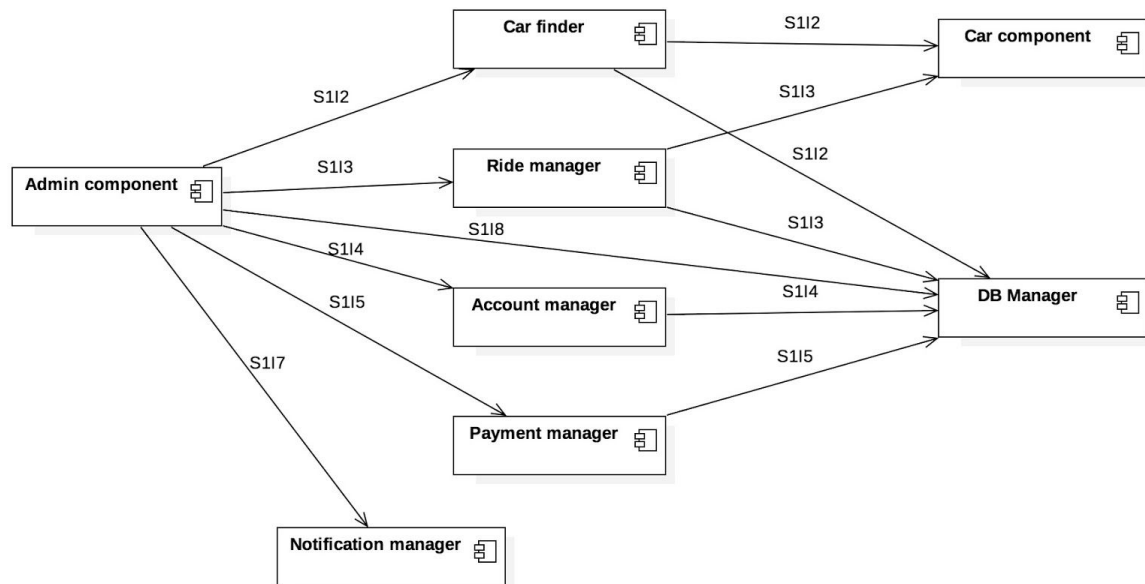 Car finder
S1I2
Car component
S1I2
S1I3
Admin component
S1I3
Ride manager
S1I2
S1I8
S1I3
S1I4
Account manager
S1I4
DB Manager
S1I5
S1I5
S1I7
Payment manager
Notification manager